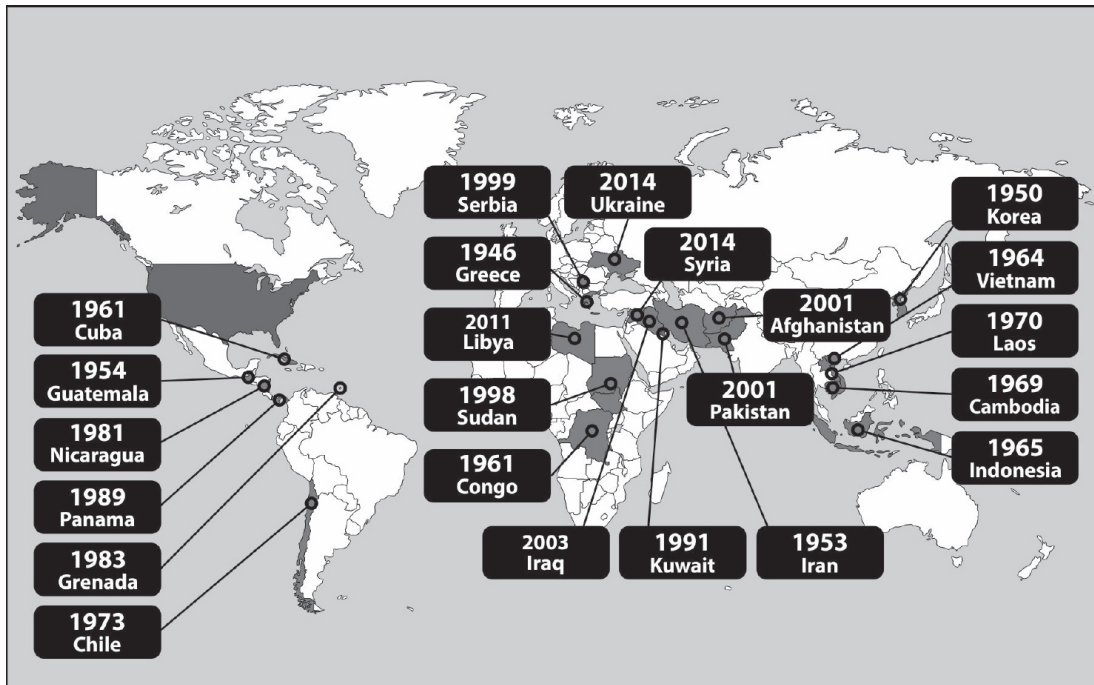 1961
Cuba
1954
Guatemala
1981
Nicaragua
1989
Panama
1983
Grenada
1973
Chile
1999
Serbia
2014
Ukraine
1946
Greece
2014
Syria
2011
Libya
2001
Afghanistan
1998
Sudan
2001
Pakistan
1961
Congo
2003
Iraq
1991
Kuwait
1953
Iran
1950
Korea
1964
Vietnam
1970
Laos
1969
Cambodia
1965
Indonesia